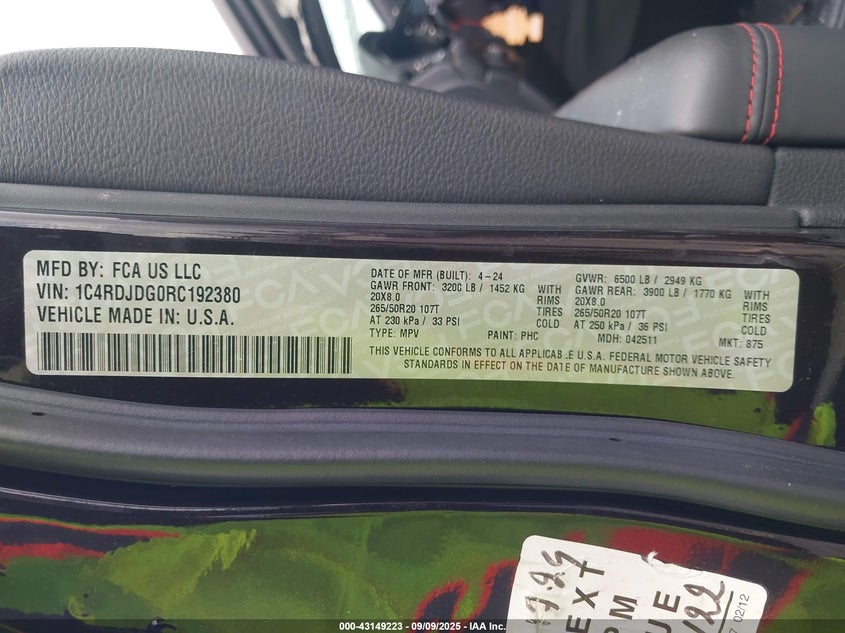 MFD BY: FCA US LLC
VIN: 1C4RDJDG0RC192380
VEHICLE MADE IN: U.S.A.
DATE OF MFR (BUILT): 4-24
GAWR FRONT: 3200 LB / 1452 KG WITH
20X8.0 RIMS
265/50R20 107T TIRES
AT 230 kPa / 33 PSI COLD
TYPE: MPV PAINT: PHC
GVWR: 6500 LB / 2949 KG
GAWR REAR: 3900 LB / 1770 KG WITH
20X8.0 RIMS
265/50R20 107T TIRES
AT 250 kPa / 36 PSI COLD
MDH: 042511 MKT: 875
THIS VEHICLE CONFORMS TO ALL APPLICABLE U.S.A. FEDERAL MOTOR VEHICLE SAFETY
STANDARDS IN EFFECT ON THE DATE OF MANUFACTURE SHOWN ABOVE.
EXT
PM
UE
02/12
000-43149223 - 09/09/2025 - IAA Inc.